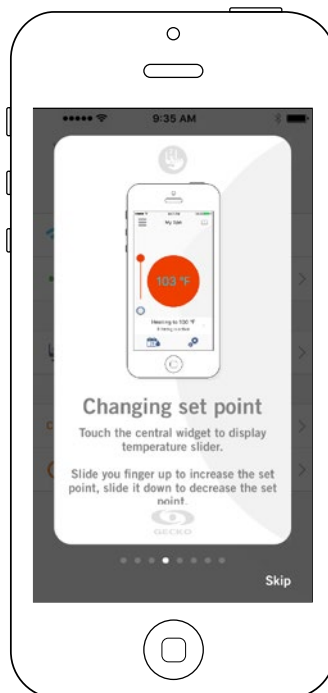 9:35 AM
My Spa
103 °F
Heating to 100 °F
Changing set point
Touch the central widget to display
temperature slider.
Slide you finger up to increase the set
point, slide it down to decrease the set
point.
GECKO
Skip